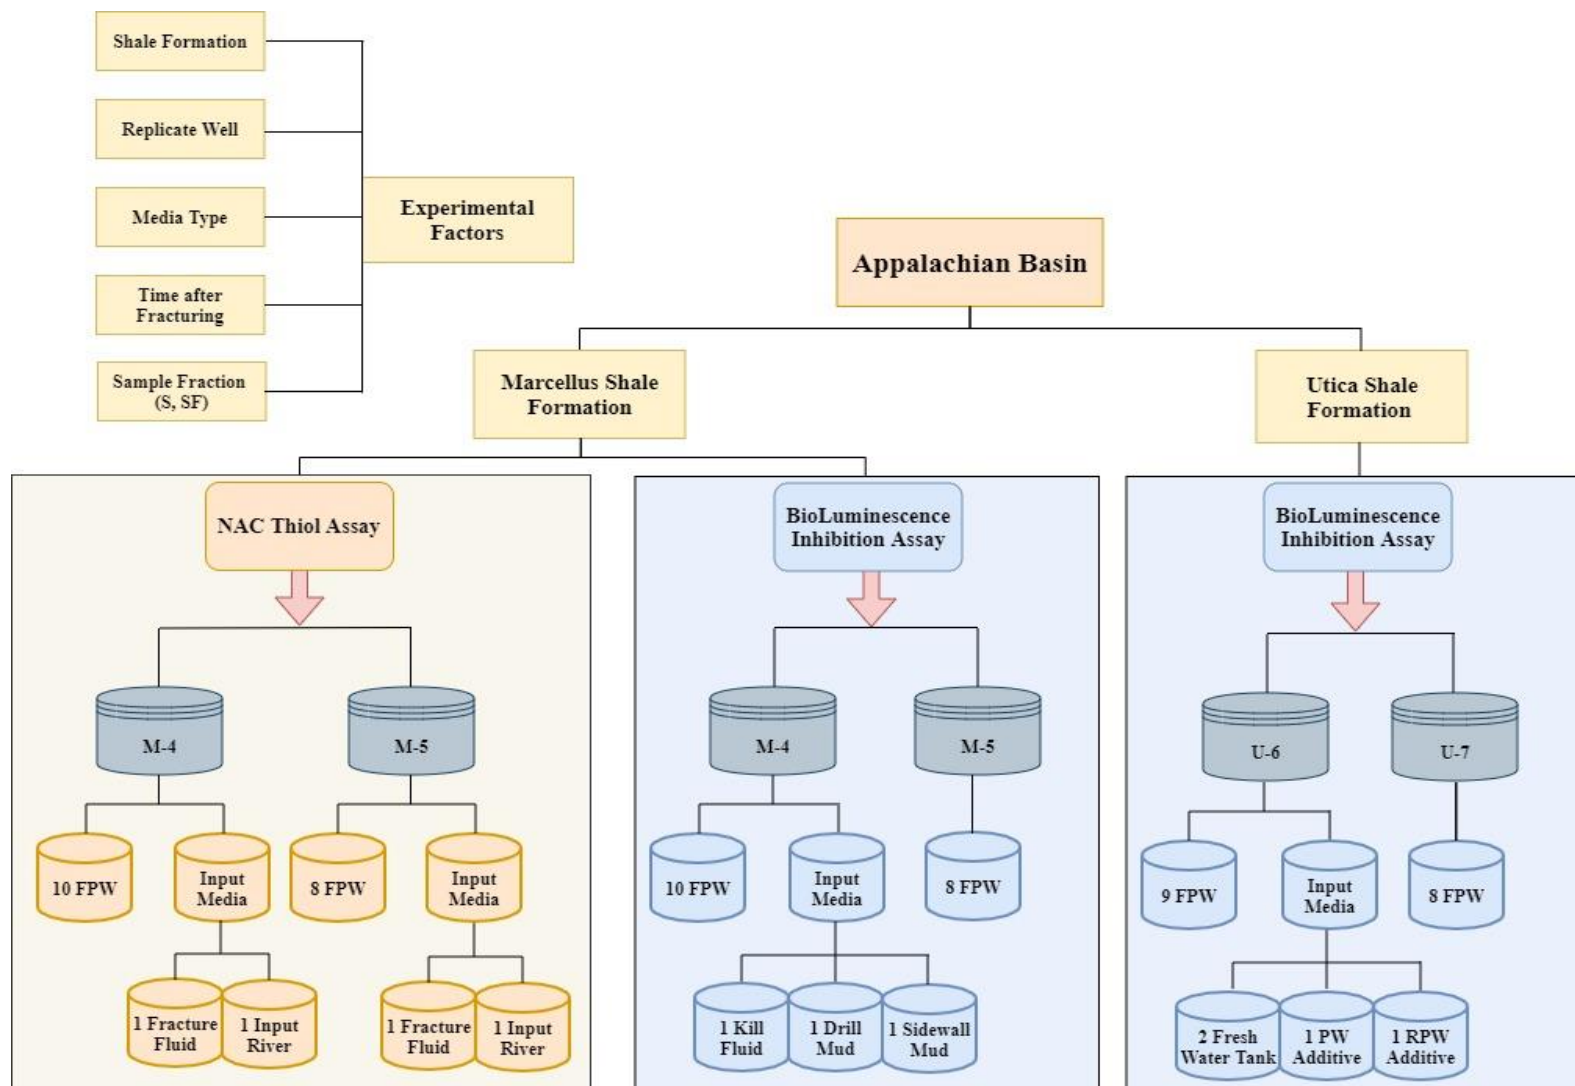 Shale Formation
Replicate Well
Media Type
Time after
Fracturing
Sample Fraction
(S, SF)
Experimental
Factors
Appalachian Basin
Marcellus Shale
Formation
Utica Shale
Formation
NAC Thiol Assay
M-4
M-5
10 FPW
Input
Media
8 FPW
Input
Media
1 Fracture
Fluid
1 Input
River
1 Fracture
Fluid
1 Input
River
BioLuminescence
Inhibition Assay
M-4
M-5
10 FPW
Input
Media
8 FPW
1 Kill
Fluid
1 Drill
Mud
1 Sidewall
Mud
BioLuminescence
Inhibition Assay
U-6
U-7
9 FPW
Input
Media
8 FPW
2 Fresh
Water Tank
1 PW
Additive
1 RPW
Additive